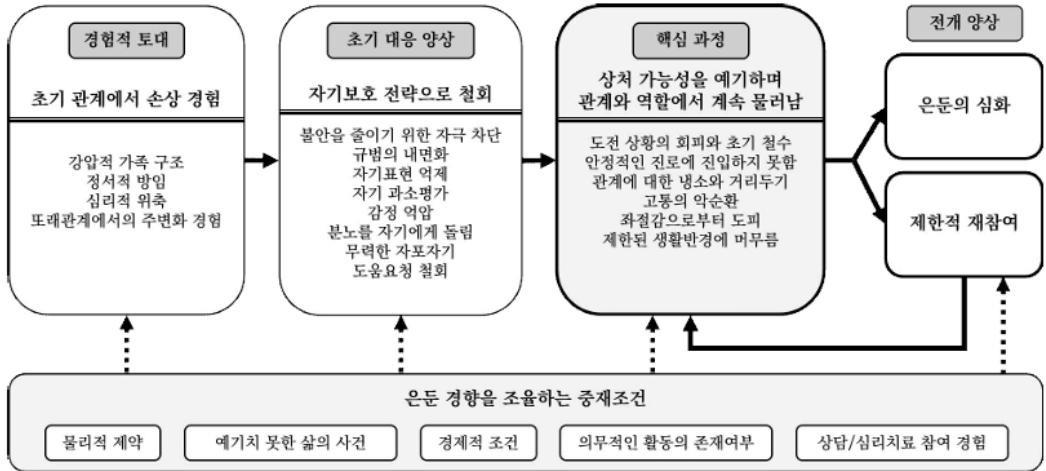 경험적 토대
초기 관계에서 손상 경험
강압적 가족 구조
정서적 방임
심리적 위축
또래관계에서의 주변화 경험
초기 대응 양상
자기보호 전략으로 철회
불안을 줄이기 위한 자극 차단
규범의 내면화
자기표현 억제
자기 과소평가
감정 억압
분노를 자기에게 돌림
무력한 자포자기
도움요청 철회
핵심 과정
상처 가능성을 예기하며
관계와 역할에서 계속 물러남
도전 상황의 회피와 초기 철수
안정적인 진로에 진입하지 못함
관계에 대한 냉소와 거리두기
고통의 악순환
좌절감으로부터 도피
제한된 생활반경에 머무름
전개 양상
은둔의 심화
제한적 재참여
은둔 경향을 조율하는 중재조건
물리적 제약
예기치 못한 삶의 사건
경제적 조건
의무적인 활동의 존재여부
상담/심리치료 참여 경험